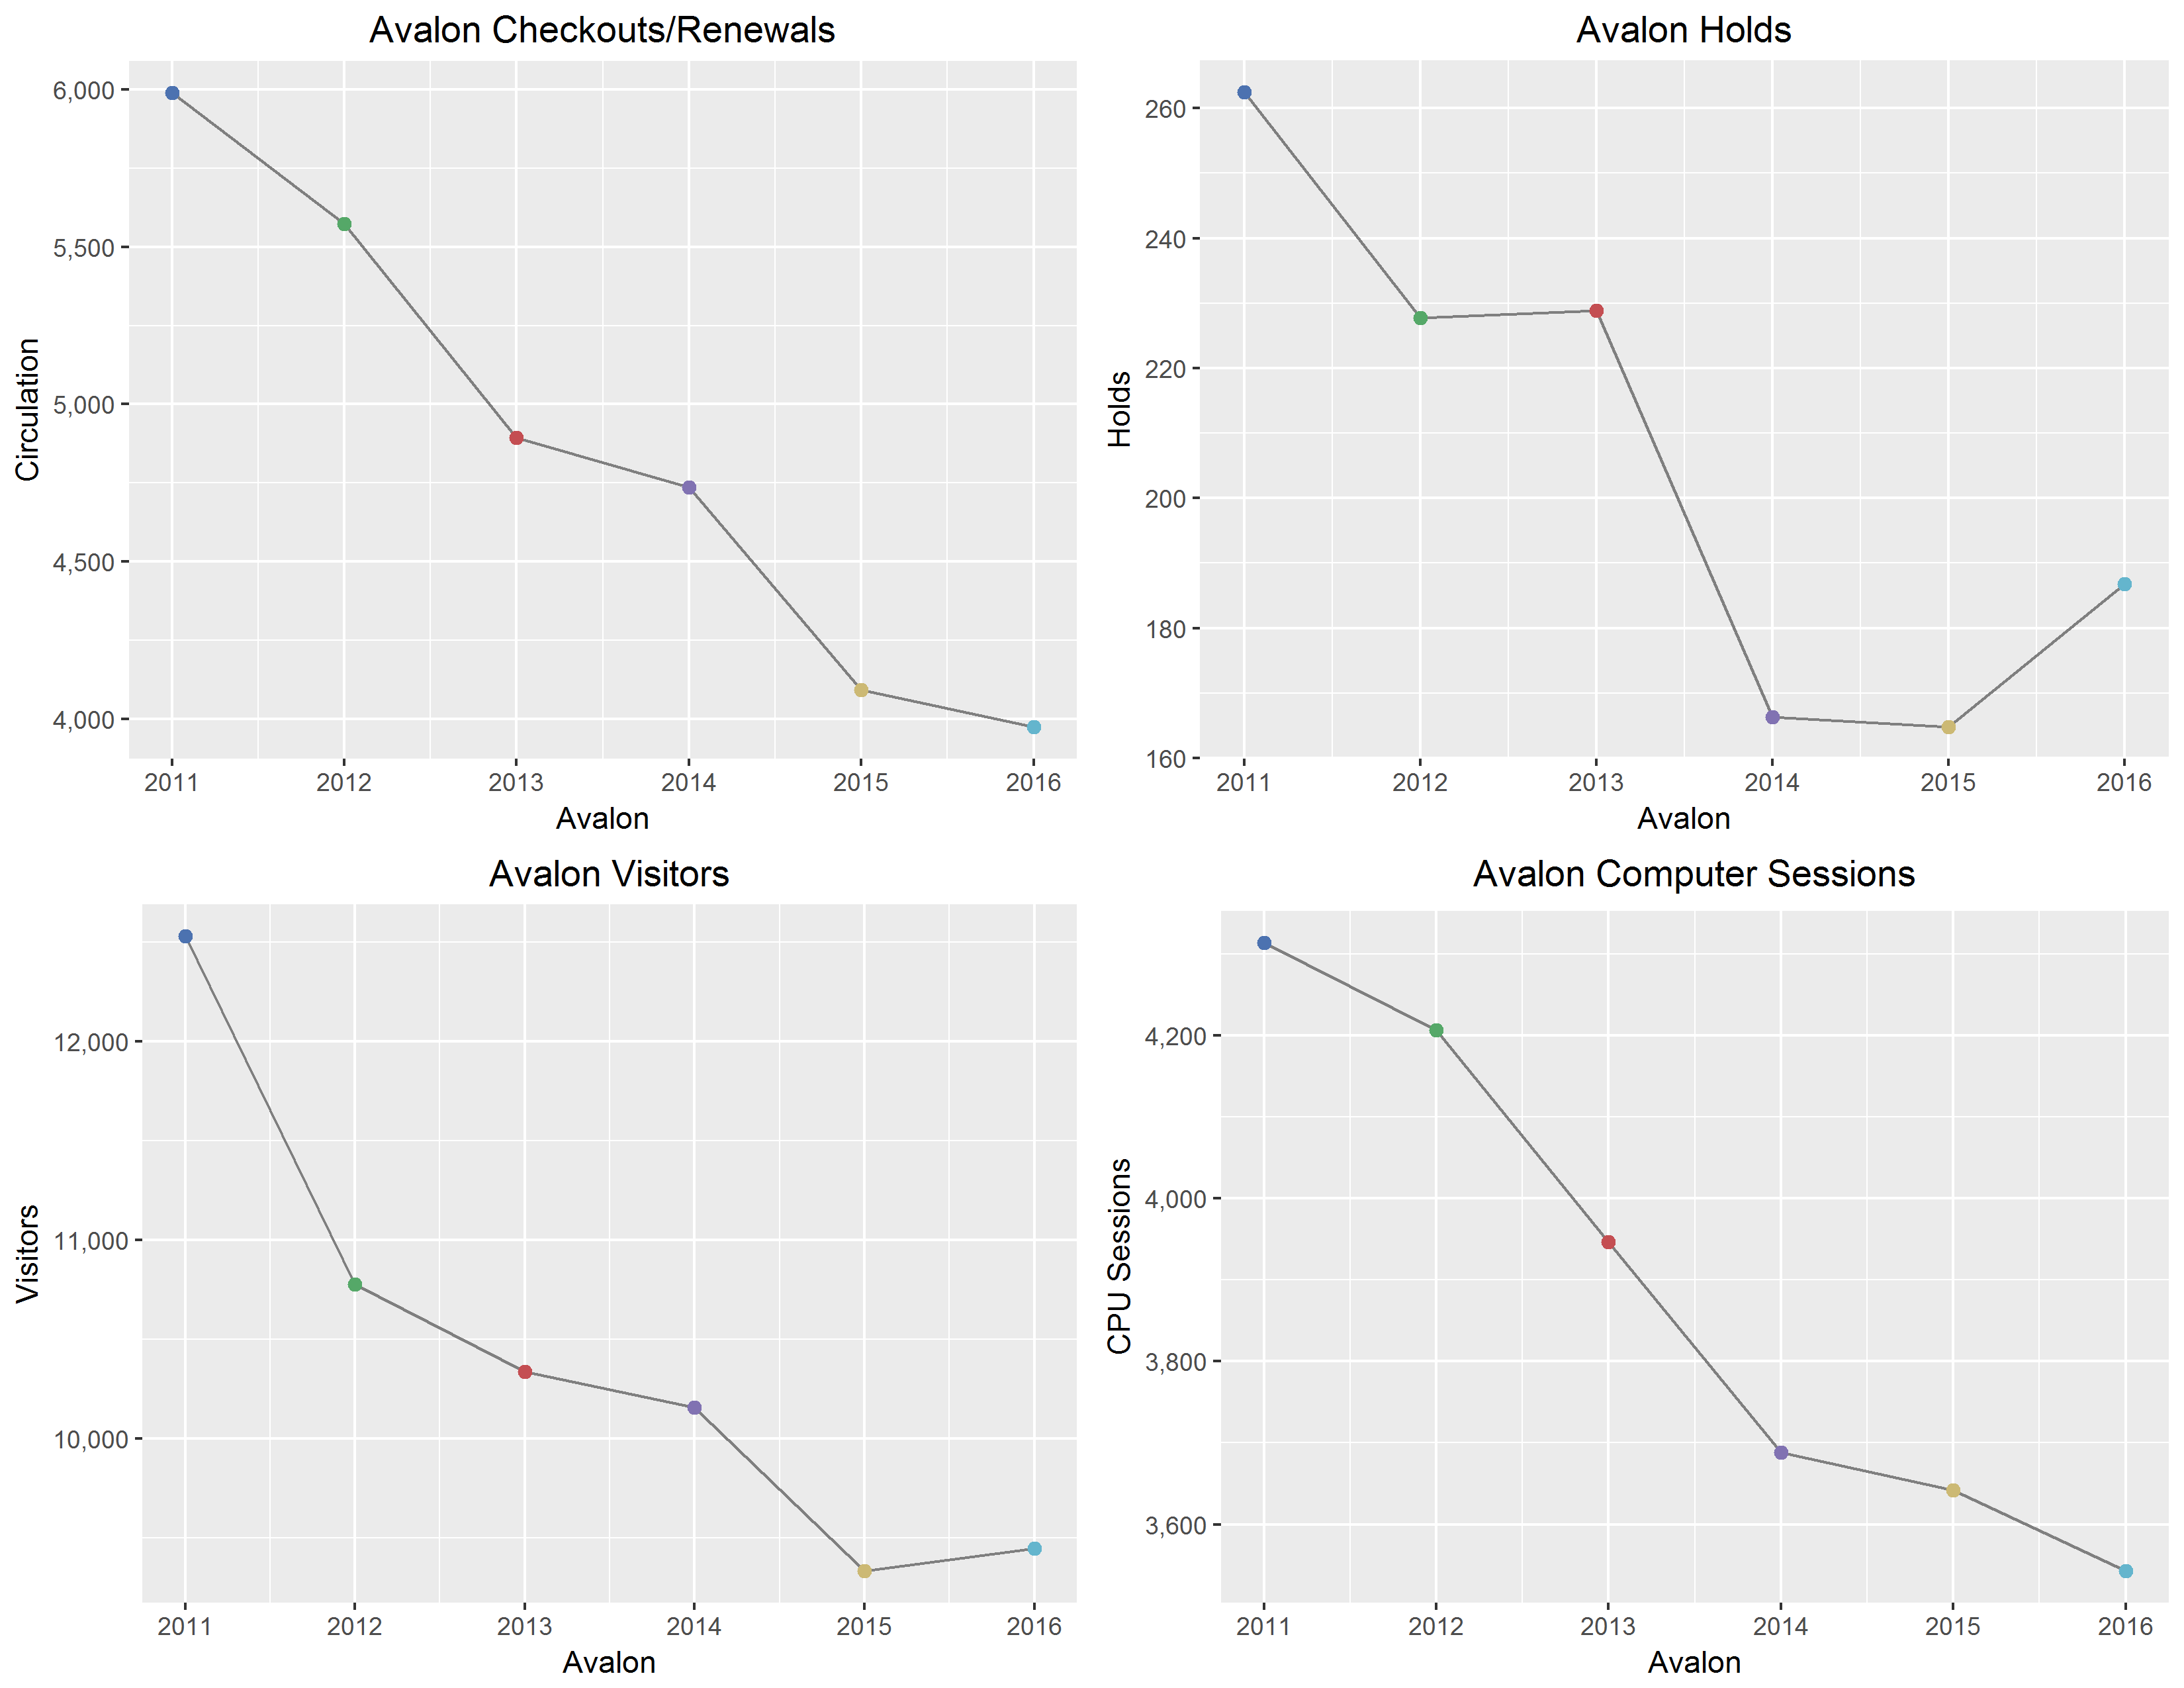 Avalon Checkouts/Renewals
6,000
5,500
5,000
4,500
4,000
Circulation
2011 2012 2013 2014 2015 2016
Avalon
Avalon Holds
260
240
220
200
180
160
Holds
2011 2012 2013 2014 2015 2016
Avalon
Avalon Visitors
12,000
11,000
10,000
Visitors
2011 2012 2013 2014 2015 2016
Avalon
Avalon Computer Sessions
4,200
4,000
3,800
3,600
CPU Sessions
2011 2012 2013 2014 2015 2016
Avalon